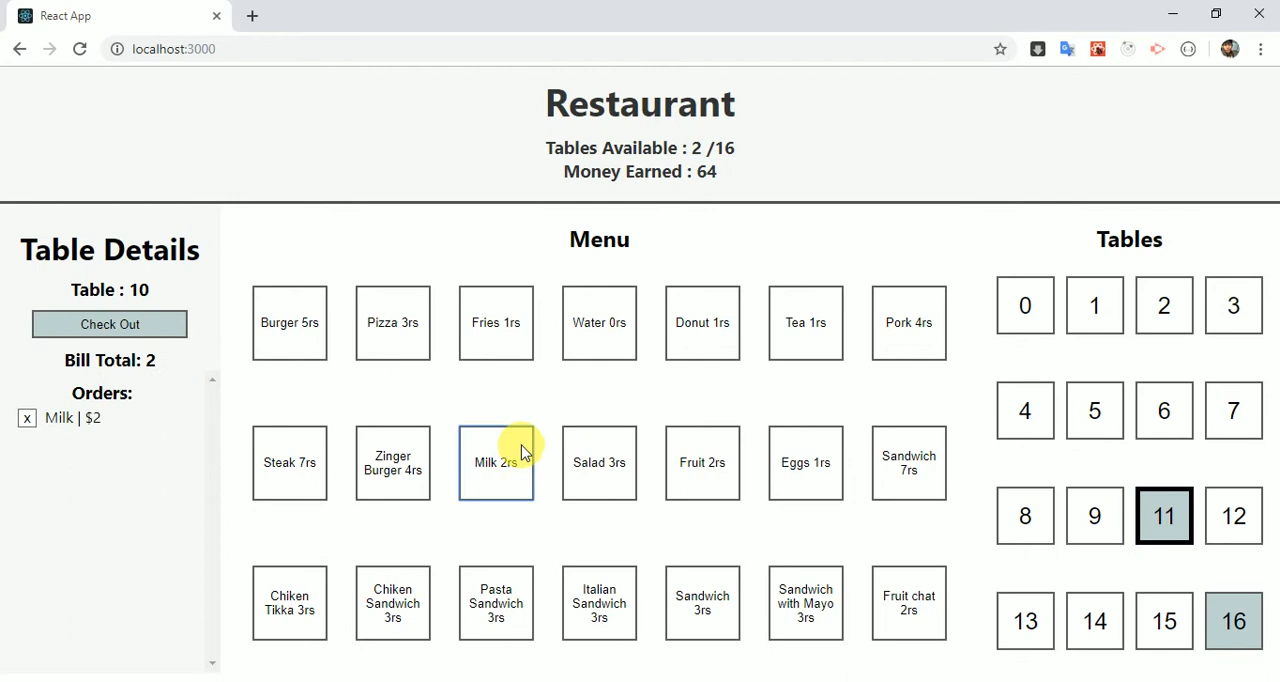 React App
localhost:3000
Restaurant
Tables Available : 2 /16
Money Earned : 64
Table Details
Table : 10
Check Out
Bill Total: 2
Orders:
x Milk | $2
Menu
Burger 5rs
Pizza 3rs
Fries 1rs
Water 0rs
Donut 1rs
Tea 1rs
Pork 4rs
Steak 7rs
Zinger
Burger 4rs
Milk 2rs
Salad 3rs
Fruit 2rs
Eggs 1rs
Sandwich
7rs
Chiken
Tikka 3rs
Chiken
Sandwich
3rs
Pasta
Sandwich
3rs
Italian
Sandwich
3rs
Sandwich
3rs
Sandwich
with Mayo
3rs
Fruit chat
2rs
Tables
0 1 2 3
4 5 6 7
8 9 11 12
13 14 15 16